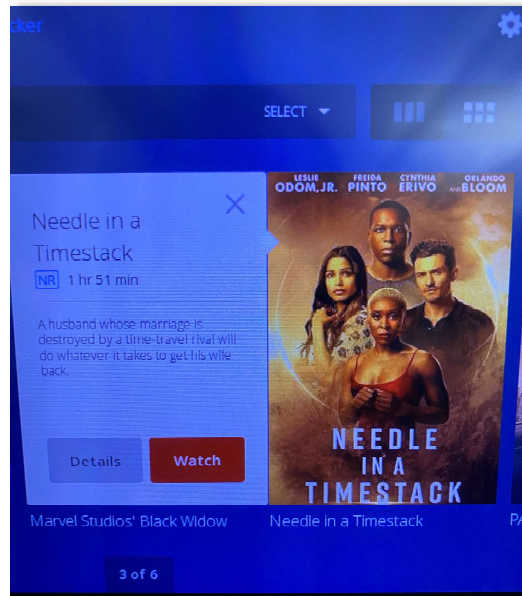 SELECT
Needle in a
Timestack
NR 1 hr 51 min
A husband whose marriage is
destroyed by a time-travel rival will
do whatever it takes to get his wife
back.
Details
Watch
LESLIE ODOM, JR.
FREIDA PINTO
CYNTHIA ERIVO
AND ORLANDO BLOOM
NEEDLE
IN A
TIMESTACK
Marvel Studios' Black Widow
Needle in a Timestack
3 of 6